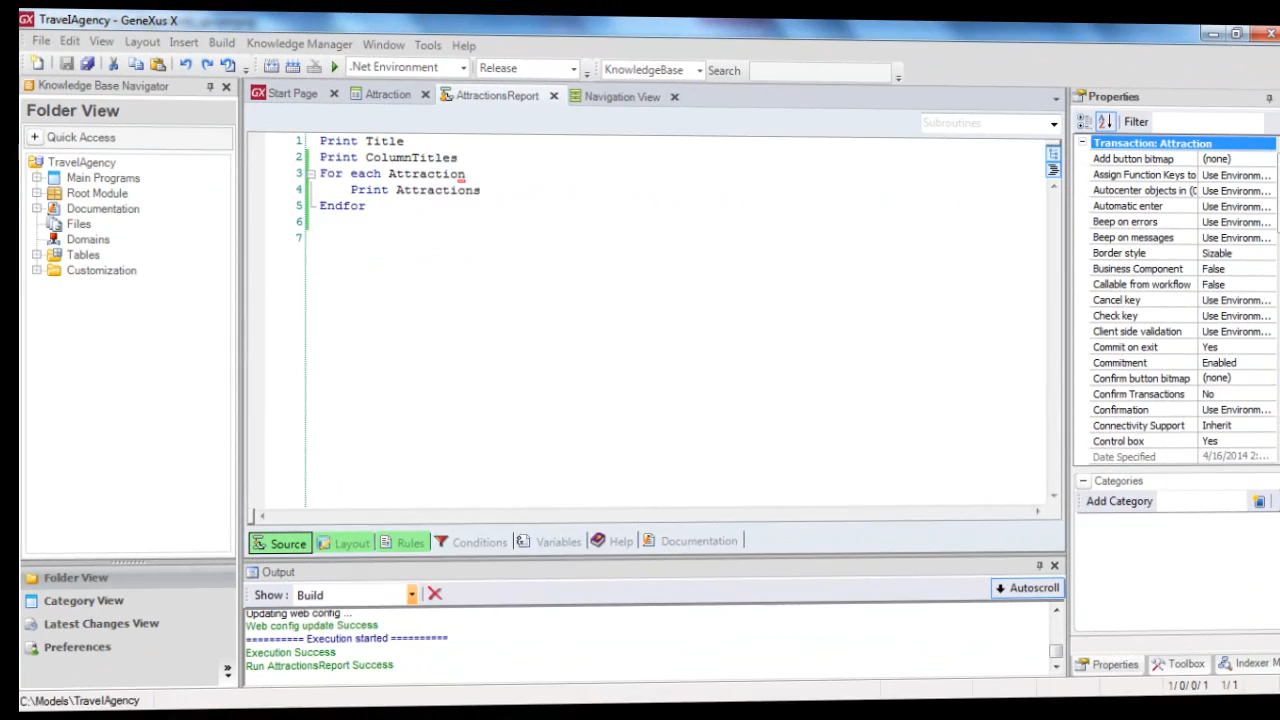 TravelAgency - GeneXus X
File Edit View Layout Insert Build Knowledge Manager Window Tools Help
.Net Environment Release KnowledgeBase Search
Knowledge Base Navigator
Folder View
Quick Access
TravelAgency
Main Programs
Root Module
Documentation
Files
Domains
Tables
Customization
Folder View
Category View
Latest Changes View
Preferences
Start Page Attraction AttractionsReport Navigation View
Subroutines
1 Print Title
2 Print ColumnTitles
3 For each Attraction
4 Print Attractions
5 Endfor
6
7
Source Layout Rules Conditions Variables Help Documentation
Output
Show: Build Autoscroll
Updating web config ...
Web config update Success
========== Execution started ==========
Execution Success
Run AttractionsReport Success
Properties
Filter
Transaction: Attraction
Add button bitmap (none)
Assign Function Keys to Use Environm...
Autocenter objects in (C Use Environm...
Automatic enter Use Environm...
Beep on errors Use Environm...
Beep on messages Use Environm...
Border style Sizable
Business Component False
Callable from workflow False
Cancel key Use Environm...
Check key Use Environm...
Client side validation Use Environm...
Commit on exit Yes
Commitment Enabled
Confirm button bitmap (none)
Confirm Transactions No
Confirmation Use Environm...
Connectivity Support Inherit
Control box Yes
Date Specified 4/16/2014 2:...
Categories
Add Category
Properties Toolbox Indexer M
C:\Models\TravelAgency
1/0/0/1 1/1